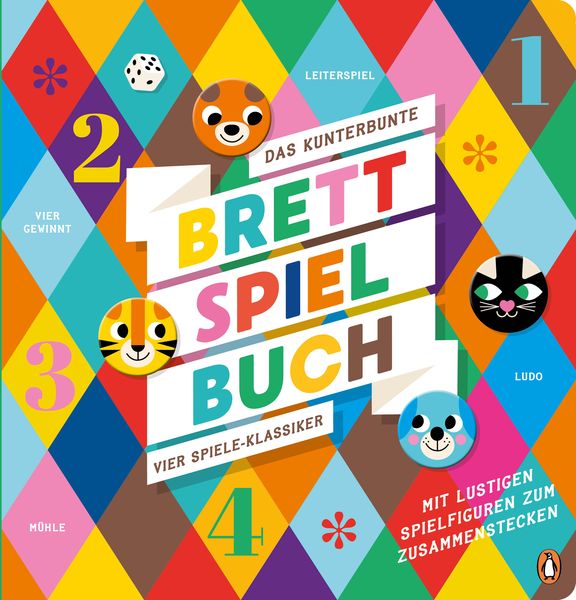 1
LEITERSPIEL
2
DAS KUNTERBUNTE
BRETT
SPIEL
BUCH
VIER SPIELE-KLASSIKER
VIER
GEWINNT
3
LUDO
MÜHLE
4
MIT LUSTIGEN
SPIELFIGUREN ZUM
ZUSAMMENSTECKEN